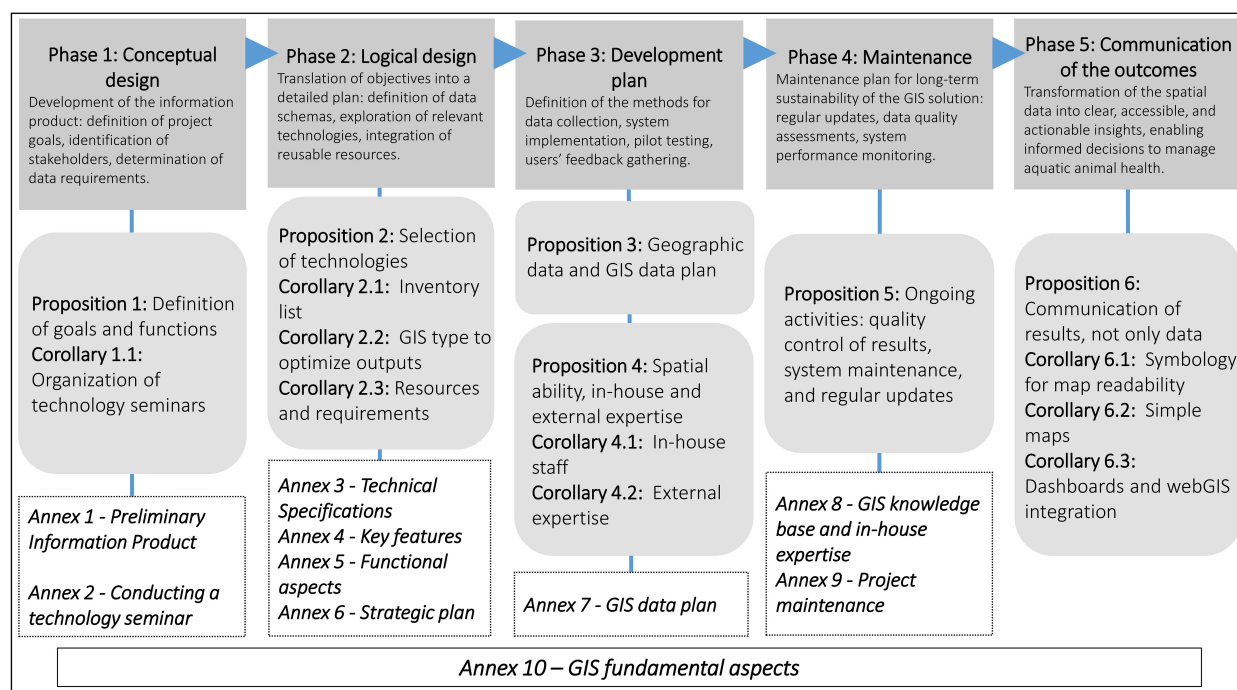 Phase 1: Conceptual
design
Development of the information
product: definition of project
goals, identification of
stakeholders, determination of
data requirements.
Proposition 1: Definition
of goals and functions
Corollary 1.1:
Organization of
technology seminars
Annex 1 - Preliminary
Information Product
Annex 2 - Conducting a
technology seminar
Phase 2: Logical design
Translation of objectives into a
detailed plan: definition of data
schemas, exploration of relevant
technologies, integration of
reusable resources.
Proposition 2: Selection
of technologies
Corollary 2.1: Inventory
list
Corollary 2.2: GIS type to
optimize outputs
Corollary 2.3: Resources
and requirements
Annex 3 - Technical
Specifications
Annex 4 - Key features
Annex 5 - Functional
aspects
Annex 6 - Strategic plan
Phase 3: Development
plan
Definition of the methods for
data collection, system
implementation, pilot testing,
users’ feedback gathering.
Proposition 3: Geographic
data and GIS data plan
Proposition 4: Spatial
ability, in-house and
external expertise
Corollary 4.1: In-house
staff
Corollary 4.2: External
expertise
Annex 7 - GIS data plan
Phase 4: Maintenance
Maintenance plan for long-term
sustainability of the GIS solution:
regular updates, data quality
assessments, system
performance monitoring.
Proposition 5: Ongoing
activities: quality
control of results,
system maintenance,
and regular updates
Annex 8 - GIS knowledge
base and in-house
expertise
Annex 9 - Project
maintenance
Phase 5: Communication
of the outcomes
Transformation of the spatial
data into clear, accessible, and
actionable insights, enabling
informed decisions to manage
aquatic animal health.
Proposition 6:
Communication of
results, not only data
Corollary 6.1: Symbology
for map readability
Corollary 6.2: Simple
maps
Corollary 6.3:
Dashboards and webGIS
integration
Annex 10 – GIS fundamental aspects